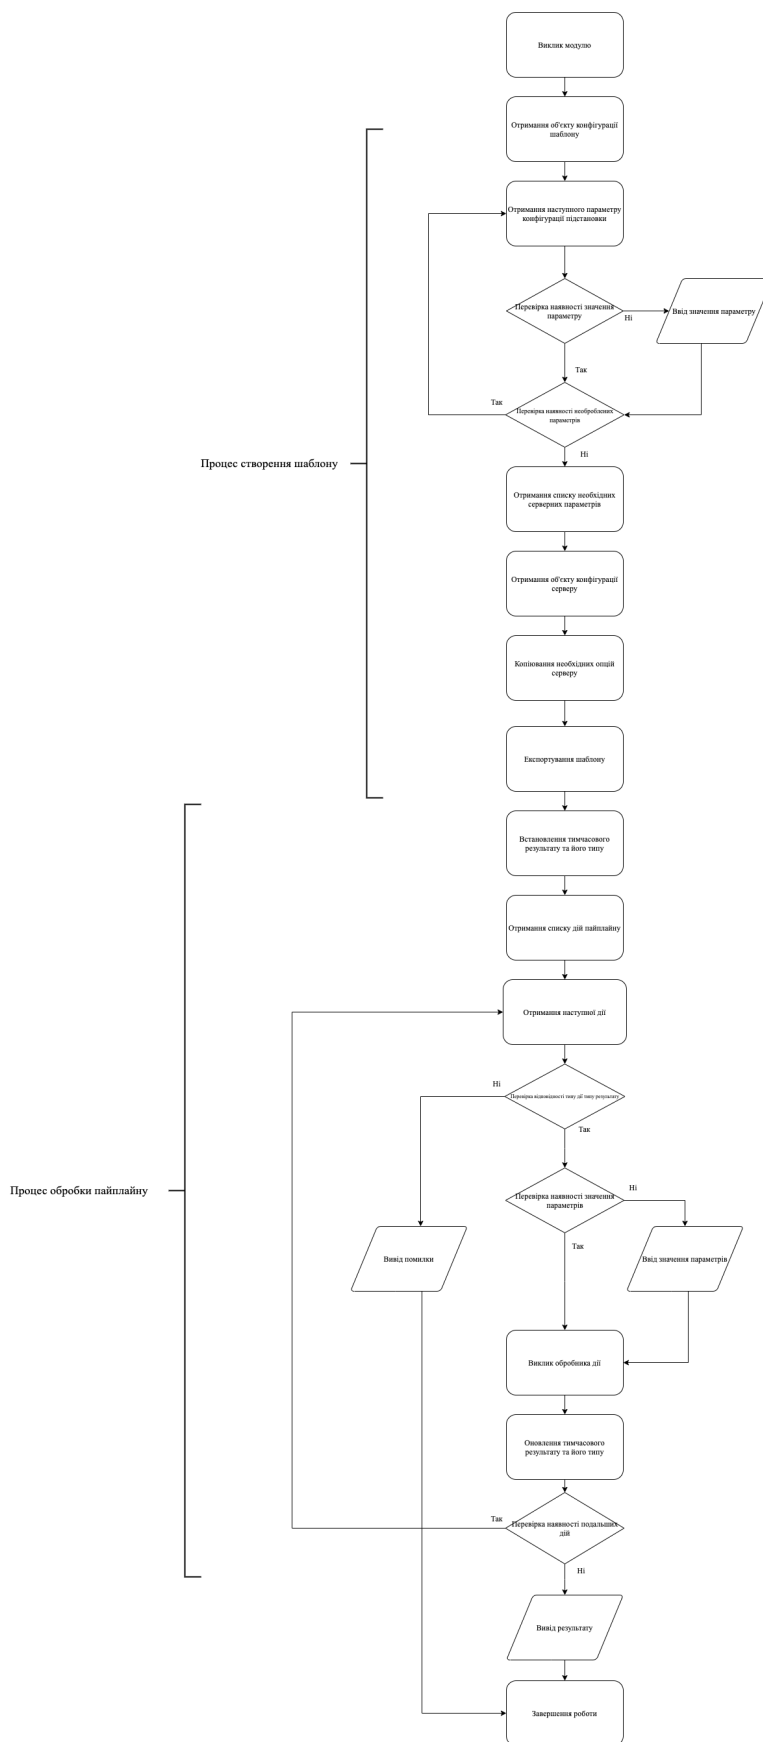 Виклик модулю
Отримання об'єкту конфігурації
шаблону
Отримання наступного параметру
конфігурації підстановки
Перевірка наявності значення
параметру
Ні
Ввід значення параметру
Так
Так
Перевірка наявності необроблених
параметрів
Ні
Процес створення шаблону
Отримання списку необхідних
серверних параметрів
Отримання об'єкту конфігурації
серверу
Копіювання необхідних опцій
серверу
Експортування шаблону
Встановлення тимчасового
результату та його типу
Отримання списку дій пайплайну
Отримання наступної дії
Ні
Перевірка відповідності типу дії типу результату
Так
Процес обробки пайплайну
Перевірка наявності значення
параметрів
Ні
Так
Вивід помилки
Ввід значення параметрів
Виклик обробника дії
Оновлення тимчасового
результату та його типу
Так
Перевірка наявності подальших
дій
Ні
Вивід результату
Завершення роботи